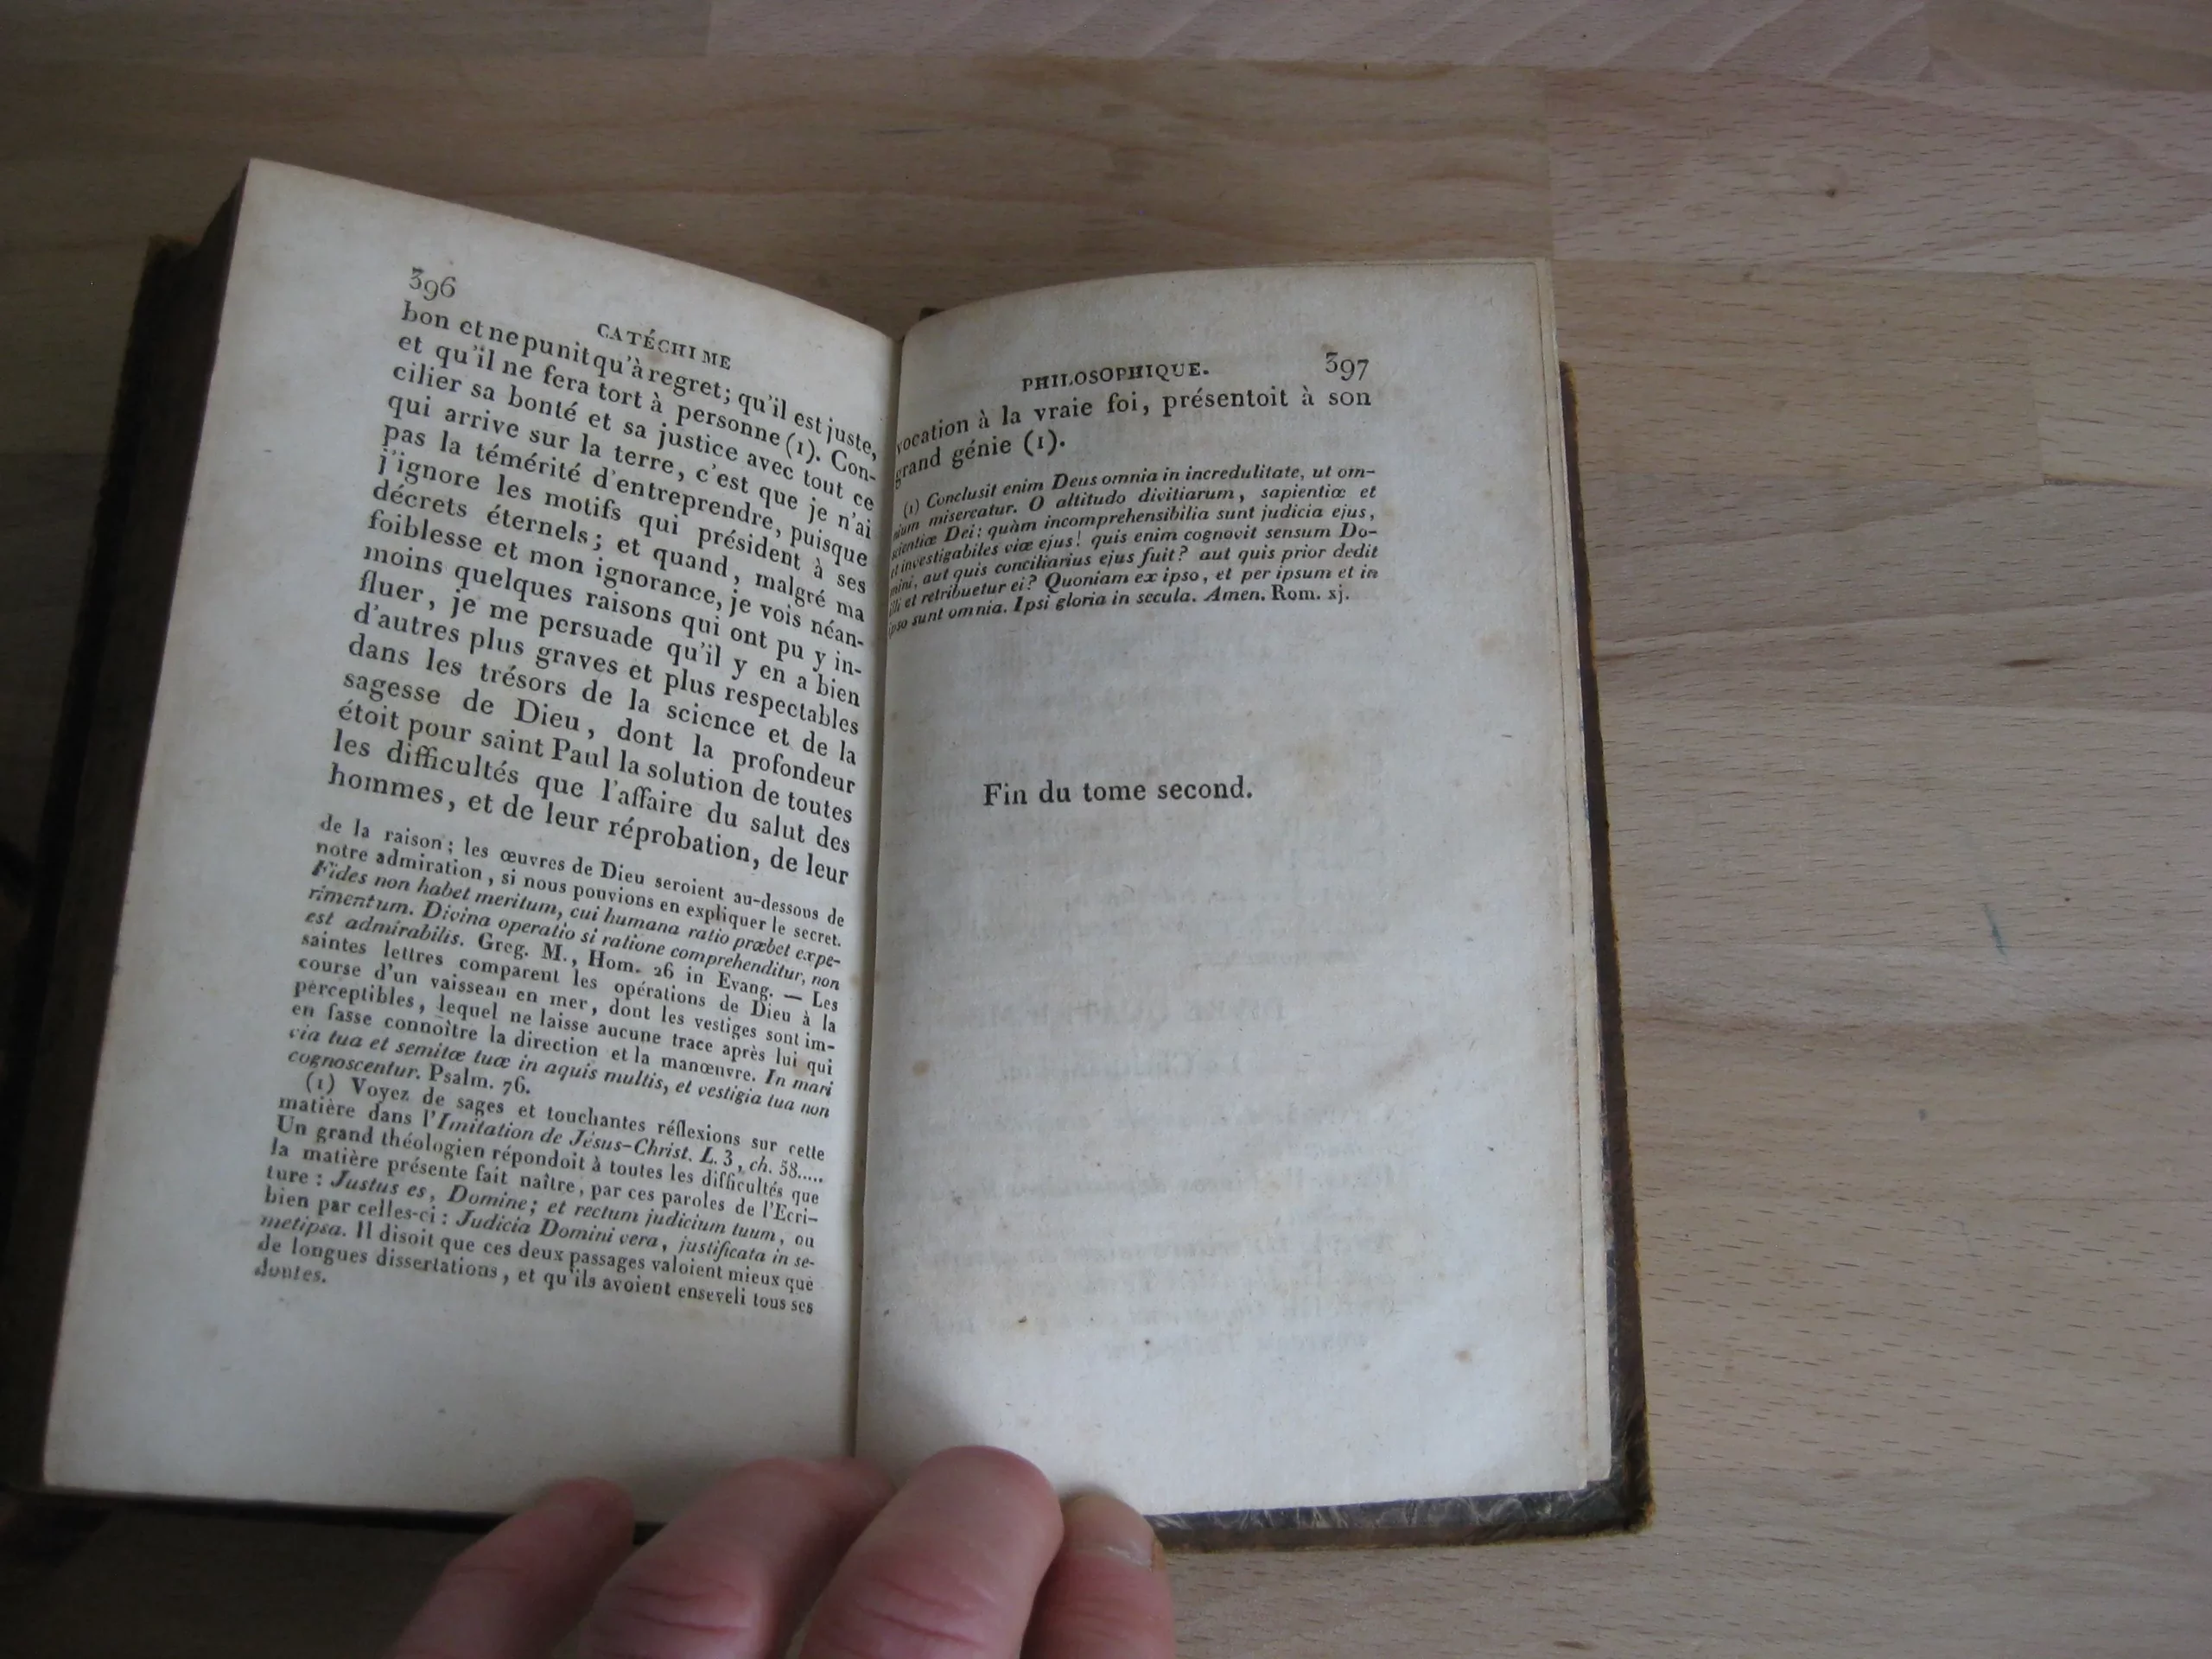 396
CATÉCHIME
bon et ne punit qu'à regret; qu'il est juste,
et qu'il ne fera tort à personne (1). Con-
cilier sa bonté et sa justice avec tout ce
qui arrive sur la terre, c'est que je n'ai
pas la témérité d'entreprendre, puisque
j'ignore les motifs qui président à ses
décrets éternels; et quand, malgré ma
foiblesse et mon ignorance, je vois néan-
moins quelques raisons qui ont pu y in-
fluer, je me persuade qu'il y en a bien
d'autres plus graves et plus respectables
dans les trésors de la science et de la
sagesse de Dieu, dont la profondeur
étoit pour saint Paul la solution de toutes
les difficultés que l'affaire du salut des
hommes, et de leur réprobation, de leur
de la raison; les œuvres de Dieu seroient au-dessous de
notre admiration, si nous pouvions en expliquer le secret.
Fides non habet meritum, cui humana ratio præbet expe-
rimentum. Divina operatio si ratione comprehenditur, non
est admirabilis. Greg. M., Hom. 26 in Evang. — Les
saintes lettres comparent les opérations de Dieu à la
course d'un vaisseau en mer, dont les vestiges sont im-
perceptibles, lequel ne laisse aucune trace après lui qui
en fasse connoître la direction et la manœuvre. In mari
via tua et semitæ tuæ in aquis multis, et vestigia tua non
cognoscentur. Psalm. 76.
(1) Voyez de sages et touchantes réflexions sur cette
matière dans l'Imitation de Jésus-Christ. L. 3, ch. 58.....
Un grand théologien répondoit à toutes les difficultés que
la matière présente fait naître, par ces paroles de l'Ecri-
ture : Justus es, Domine; et rectum judicium tuum, ou
bien par celles-ci : Judicia Domini vera, justificata in se-
metipsa. Il disoit que ces deux passages valoient mieux que
de longues dissertations, et qu'ils avoient enseveli tous ses
doutes.
PHILOSOPHIQUE. 397
vocation à la vraie foi, présentoit à son
grand génie (1).
(1) Conclusit enim Deus omnia in incredulitate, ut om-
nium misereatur. O altitudo divitiarum, sapientiæ et
scientiæ Dei: quàm incomprehensibilia sunt judicia ejus,
et investigabiles viæ ejus! quis enim cognovit sensum Do-
mini, aut quis conciliarius ejus fuit? aut quis prior dedit
illi et retribuetur ei? Quoniam ex ipso, et per ipsum et in
ipso sunt omnia. Ipsi gloria in secula. Amen. Rom. xj.
Fin du tome second.